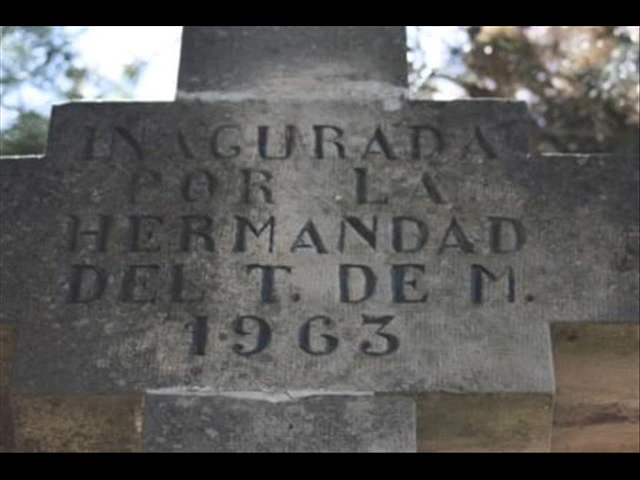 INAGURADA
POR LA
HERMANDAD
DEL T. DE M.
1963